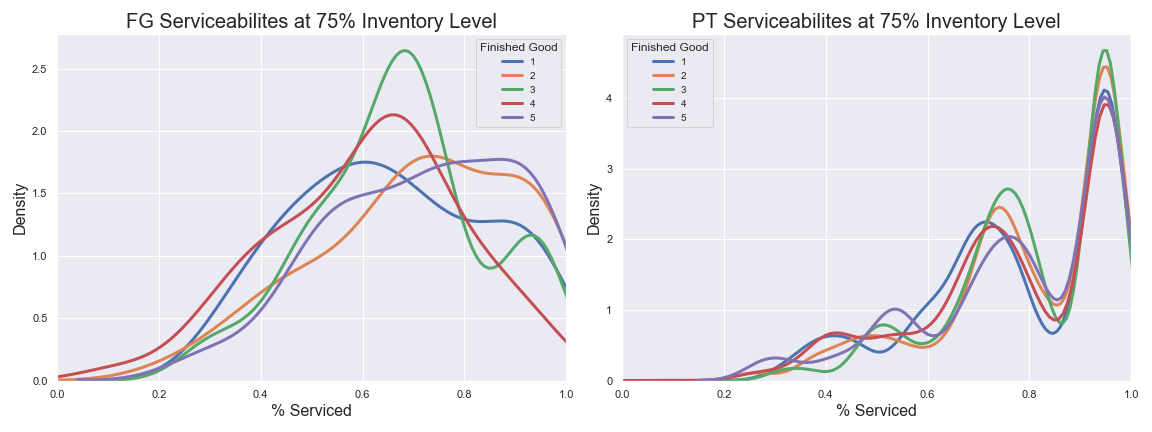 FG Serviceabilites at 75% Inventory Level
Finished Good
1
2
3
4
5
Density
2.5
2.0
1.5
1.0
0.5
0.0
0.0 0.2 0.4 0.6 0.8 1.0
% Serviced
PT Serviceabilites at 75% Inventory Level
Finished Good
1
2
3
4
5
Density
4
3
2
1
0
0.0 0.2 0.4 0.6 0.8 1.0
% Serviced